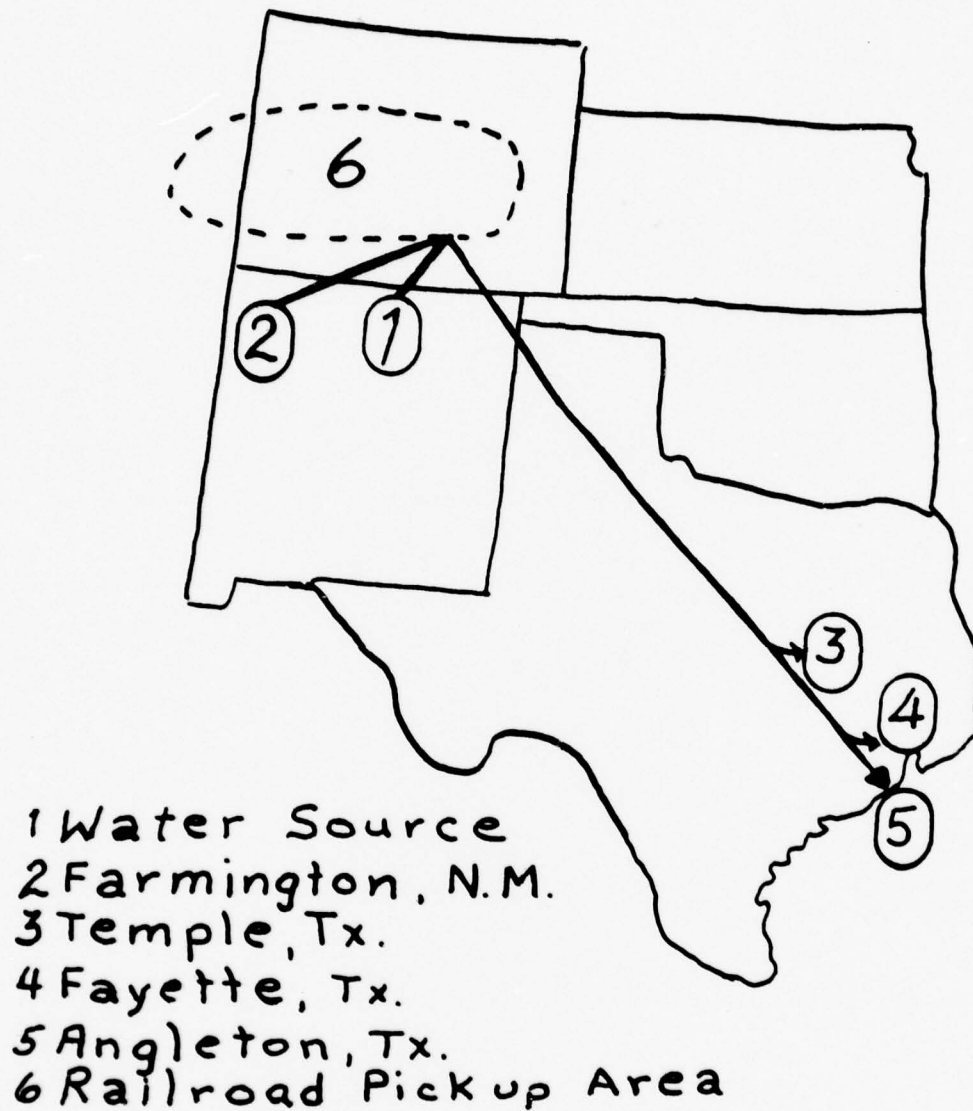 6
2
1
3
4
5
1 Water Source
2 Farmington, N.M.
3 Temple, Tx.
4 Fayette, Tx.
5 Angleton, Tx.
6 Railroad Pickup Area